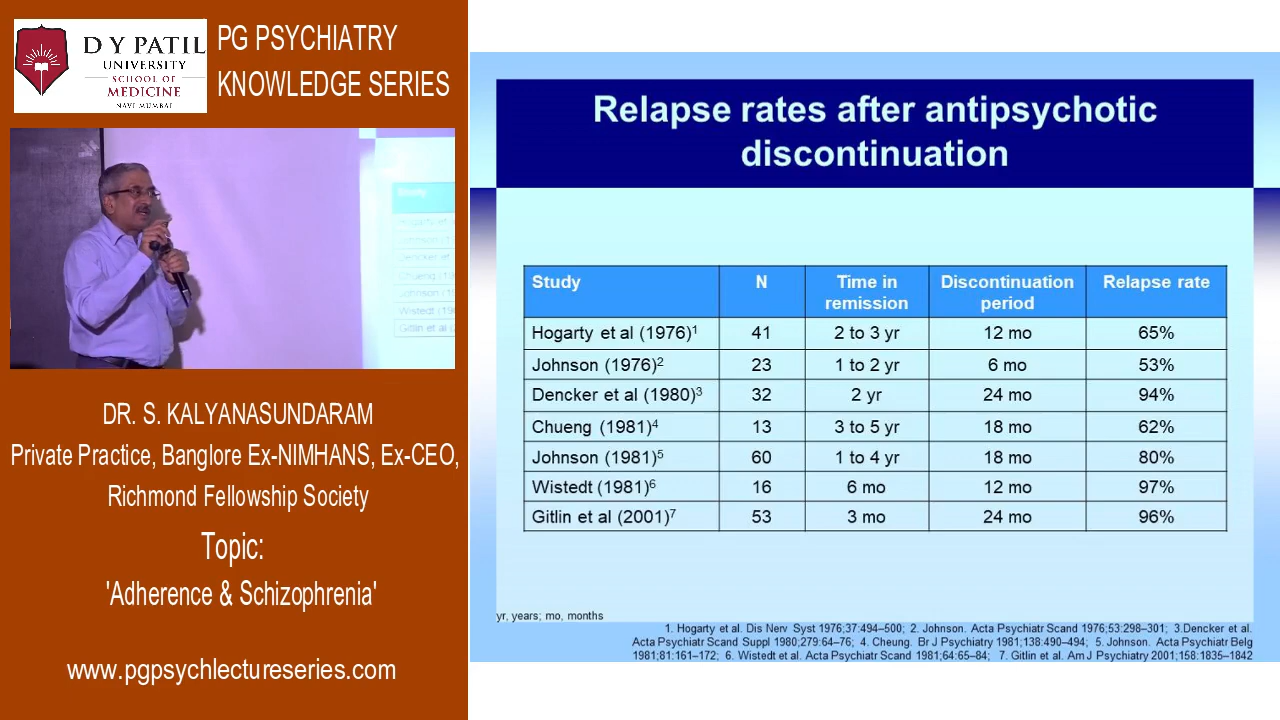 D Y PATIL
UNIVERSITY
SCHOOL OF
MEDICINE
NAVI MUMBAI
PG PSYCHIATRY
KNOWLEDGE SERIES
DR. S. KALYANASUNDARAM
Private Practice, Banglore Ex-NIMHANS, Ex-CEO,
Richmond Fellowship Society
Topic:
'Adherence & Schizophrenia'
www.pgpsychlectureseries.com
Relapse rates after antipsychotic
discontinuation
Study N Time in remission Discontinuation period Relapse rate
Hogarty et al (1976)1 41 2 to 3 yr 12 mo 65%
Johnson (1976)2 23 1 to 2 yr 6 mo 53%
Dencker et al (1980)3 32 2 yr 24 mo 94%
Chueng (1981)4 13 3 to 5 yr 18 mo 62%
Johnson (1981)5 60 1 to 4 yr 18 mo 80%
Wistedt (1981)6 16 6 mo 12 mo 97%
Gitlin et al (2001)7 53 3 mo 24 mo 96%
yr, years; mo, months
1. Hogarty et al. Dis Nerv Syst 1976;37:494–500; 2. Johnson. Acta Psychiatr Scand 1976;53:298–301; 3.Dencker et al.
Acta Psychiatr Scand Suppl 1980;279:64–76; 4. Cheung. Br J Psychiatry 1981;138:490–494; 5. Johnson. Acta Psychiatr Belg
1981;81:161–172; 6. Wistedt et al. Acta Psychiatr Scand 1981;64:65–84; 7. Gitlin et al. Am J Psychiatry 2001;158:1835–1842